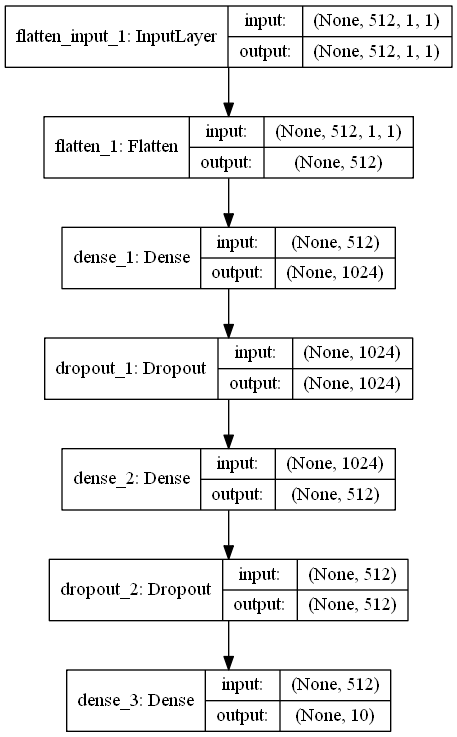 flatten_input_1: InputLayer
input:
(None, 512, 1, 1)
output:
(None, 512, 1, 1)
flatten_1: Flatten
input:
(None, 512, 1, 1)
output:
(None, 512)
dense_1: Dense
input:
(None, 512)
output:
(None, 1024)
dropout_1: Dropout
input:
(None, 1024)
output:
(None, 1024)
dense_2: Dense
input:
(None, 1024)
output:
(None, 512)
dropout_2: Dropout
input:
(None, 512)
output:
(None, 512)
dense_3: Dense
input:
(None, 512)
output:
(None, 10)